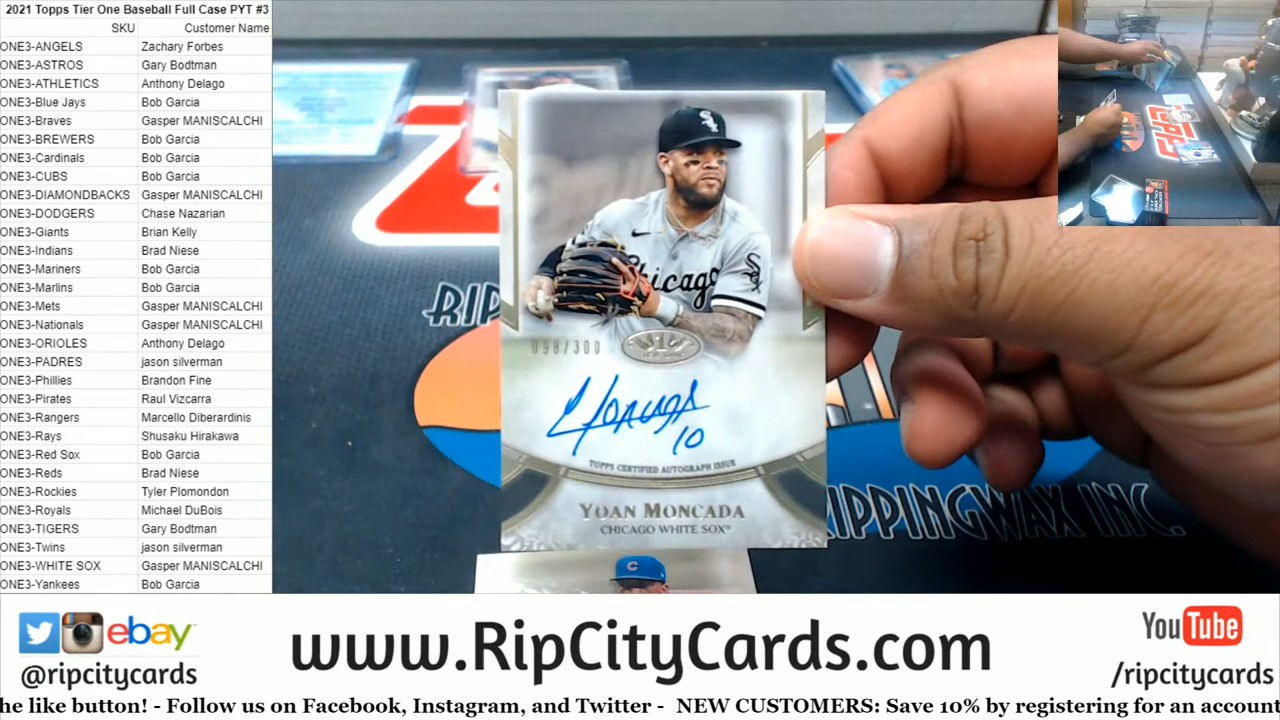 2021 Topps Tier One Baseball Full Case PYT #3
SKU Customer Name
ONE3-ANGELS Zachary Forbes
ONE3-ASTROS Gary Bodtman
ONE3-ATHLETICS Anthony Delago
ONE3-Blue Jays Bob Garcia
ONE3-Braves Gasper MANISCALCHI
ONE3-BREWERS Bob Garcia
ONE3-Cardinals Bob Garcia
ONE3-CUBS Bob Garcia
ONE3-DIAMONDBACKS Gasper MANISCALCHI
ONE3-DODGERS Chase Nazarian
ONE3-Giants Brian Kelly
ONE3-Indians Brad Niese
ONE3-Mariners Bob Garcia
ONE3-Marlins Bob Garcia
ONE3-Mets Gasper MANISCALCHI
ONE3-Nationals Gasper MANISCALCHI
ONE3-ORIOLES Anthony Delago
ONE3-PADRES jason silverman
ONE3-Phillies Brandon Fine
ONE3-Pirates Raul Vizcarra
ONE3-Rangers Marcello Diberardinis
ONE3-Rays Shusaku Hirakawa
ONE3-Red Sox Bob Garcia
ONE3-Reds Brad Niese
ONE3-Rockies Tyler Plomondon
ONE3-Royals Michael DuBois
ONE3-TIGERS Gary Bodtman
ONE3-Twins jason silverman
ONE3-WHITE SOX Gasper MANISCALCHI
ONE3-Yankees Bob Garcia
Sox
Chicago
Sox
098/300
10
TOPPS CERTIFIED AUTOGRAPH ISSUE
YOAN MONCADA
CHICAGO WHITE SOX
C
RIP
RIPPINGWAX INC.
ebay
@ripcitycards
www.RipCityCards.com
YouTube
/ripcitycards
he like button! - Follow us on Facebook, Instagram, and Twitter - NEW CUSTOMERS: Save 10% by registering for an account